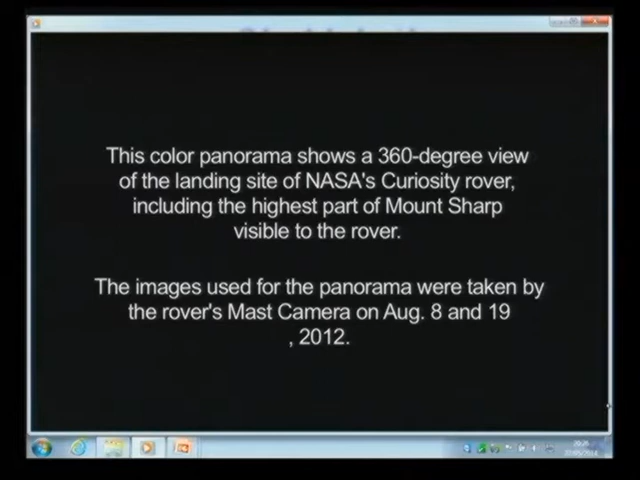 This color panorama shows a 360-degree view
of the landing site of NASA's Curiosity rover,
including the highest part of Mount Sharp
visible to the rover.
The images used for the panorama were taken by
the rover's Mast Camera on Aug. 8 and 19
, 2012.